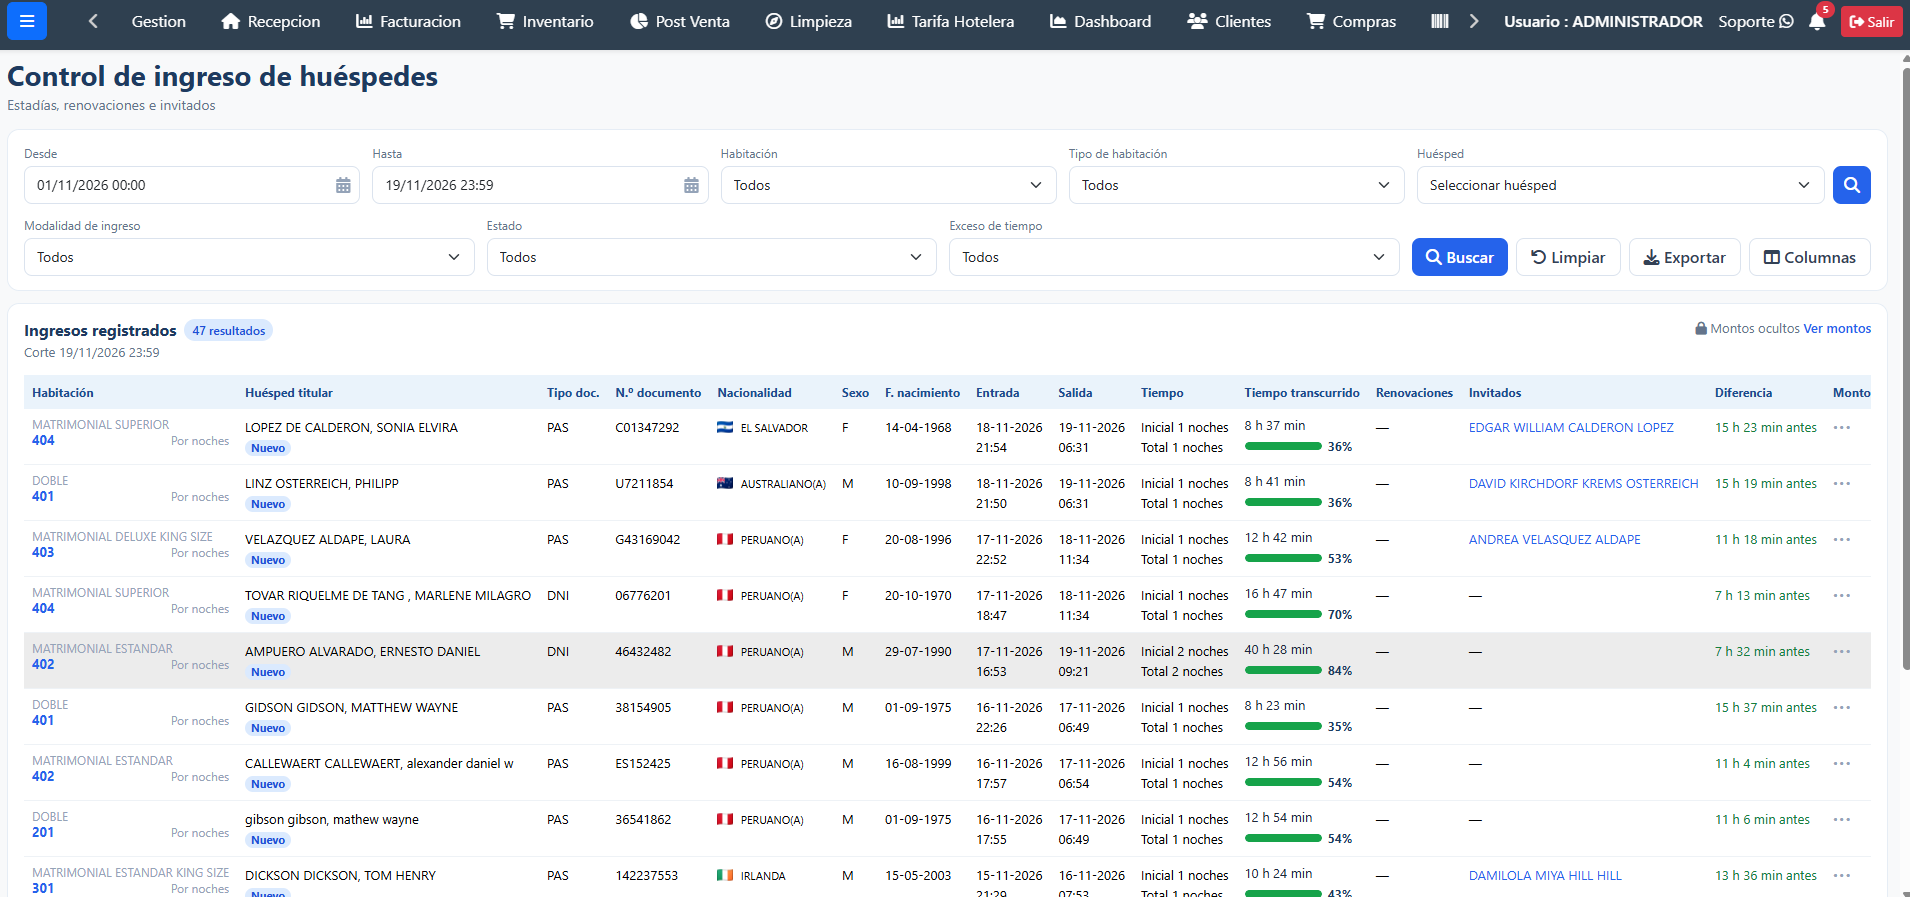 Gestion Recepcion Facturacion Inventario Post Venta Limpieza Tarifa Hotelera Dashboard Clientes Compras Usuario : ADMINISTRADOR Soporte 5 Salir
Control de ingreso de huéspedes
Estadías, renovaciones e invitados
Desde Hasta Habitación Tipo de habitación Huésped
01/11/2026 00:00 19/11/2026 23:59 Todos Todos Seleccionar huésped
Modalidad de ingreso Estado Exceso de tiempo
Todos Todos Todos Buscar Limpiar Exportar Columnas
Ingresos registrados 47 resultados Montos ocultos Ver montos
Corte 19/11/2026 23:59
Habitación Huésped titular Tipo doc. N.º documento Nacionalidad Sexo F. nacimiento Entrada Salida Tiempo Tiempo transcurrido Renovaciones Invitados Diferencia Monto
MATRIMONIAL SUPERIOR LOPEZ DE CALDERON, SONIA ELVIRA PAS C01347292 EL SALVADOR F 14-04-1968 18-11-2026 19-11-2026 Inicial 1 noches 8 h 37 min — EDGAR WILLIAM CALDERON LOPEZ 15 h 23 min antes •••
404 Por noches Nuevo 21:54 06:31 Total 1 noches 36%
DOBLE LINZ OSTERREICH, PHILIPP PAS U7211854 AUSTRALIANO(A) M 10-09-1998 18-11-2026 19-11-2026 Inicial 1 noches 8 h 41 min — DAVID KIRCHDORF KREMS OSTERREICH 15 h 19 min antes •••
401 Por noches Nuevo 21:50 06:31 Total 1 noches 36%
MATRIMONIAL DELUXE KING SIZE VELAZQUEZ ALDAPE, LAURA PAS G43169042 PERUANO(A) F 20-08-1996 17-11-2026 18-11-2026 Inicial 1 noches 12 h 42 min — ANDREA VELASQUEZ ALDAPE 11 h 18 min antes •••
403 Por noches Nuevo 22:52 11:34 Total 1 noches 53%
MATRIMONIAL SUPERIOR TOVAR RIQUELME DE TANG , MARLENE MILAGRO DNI 06776201 PERUANO(A) F 20-10-1970 17-11-2026 18-11-2026 Inicial 1 noches 16 h 47 min — — 7 h 13 min antes •••
404 Por noches Nuevo 18:47 11:34 Total 1 noches 70%
MATRIMONIAL ESTANDAR AMPUERO ALVARADO, ERNESTO DANIEL DNI 46432482 PERUANO(A) M 29-07-1990 17-11-2026 19-11-2026 Inicial 2 noches 40 h 28 min — — 7 h 32 min antes •••
402 Por noches Nuevo 16:53 09:21 Total 2 noches 84%
DOBLE GIDSON GIDSON, MATTHEW WAYNE PAS 38154905 PERUANO(A) M 01-09-1975 16-11-2026 17-11-2026 Inicial 1 noches 8 h 23 min — — 15 h 37 min antes •••
401 Por noches Nuevo 22:26 06:49 Total 1 noches 35%
MATRIMONIAL ESTANDAR CALLEWAERT CALLEWAERT, alexander daniel w PAS ES152425 PERUANO(A) M 16-08-1999 16-11-2026 17-11-2026 Inicial 1 noches 12 h 56 min — — 11 h 4 min antes •••
402 Por noches Nuevo 17:57 06:54 Total 1 noches 54%
DOBLE gibson gibson, mathew wayne PAS 36541862 PERUANO(A) M 01-09-1975 16-11-2026 17-11-2026 Inicial 1 noches 12 h 54 min — — 11 h 6 min antes •••
201 Por noches Nuevo 17:55 06:49 Total 1 noches 54%
MATRIMONIAL ESTANDAR KING SIZE DICKSON DICKSON, TOM HENRY PAS 142237553 IRLANDA M 15-05-2003 15-11-2026 16-11-2026 Inicial 1 noches 10 h 24 min — DAMILOLA MIYA HILL HILL 13 h 36 min antes •••
301 Por noches Nuevo 21:29 07:53 Total 1 noches 43%